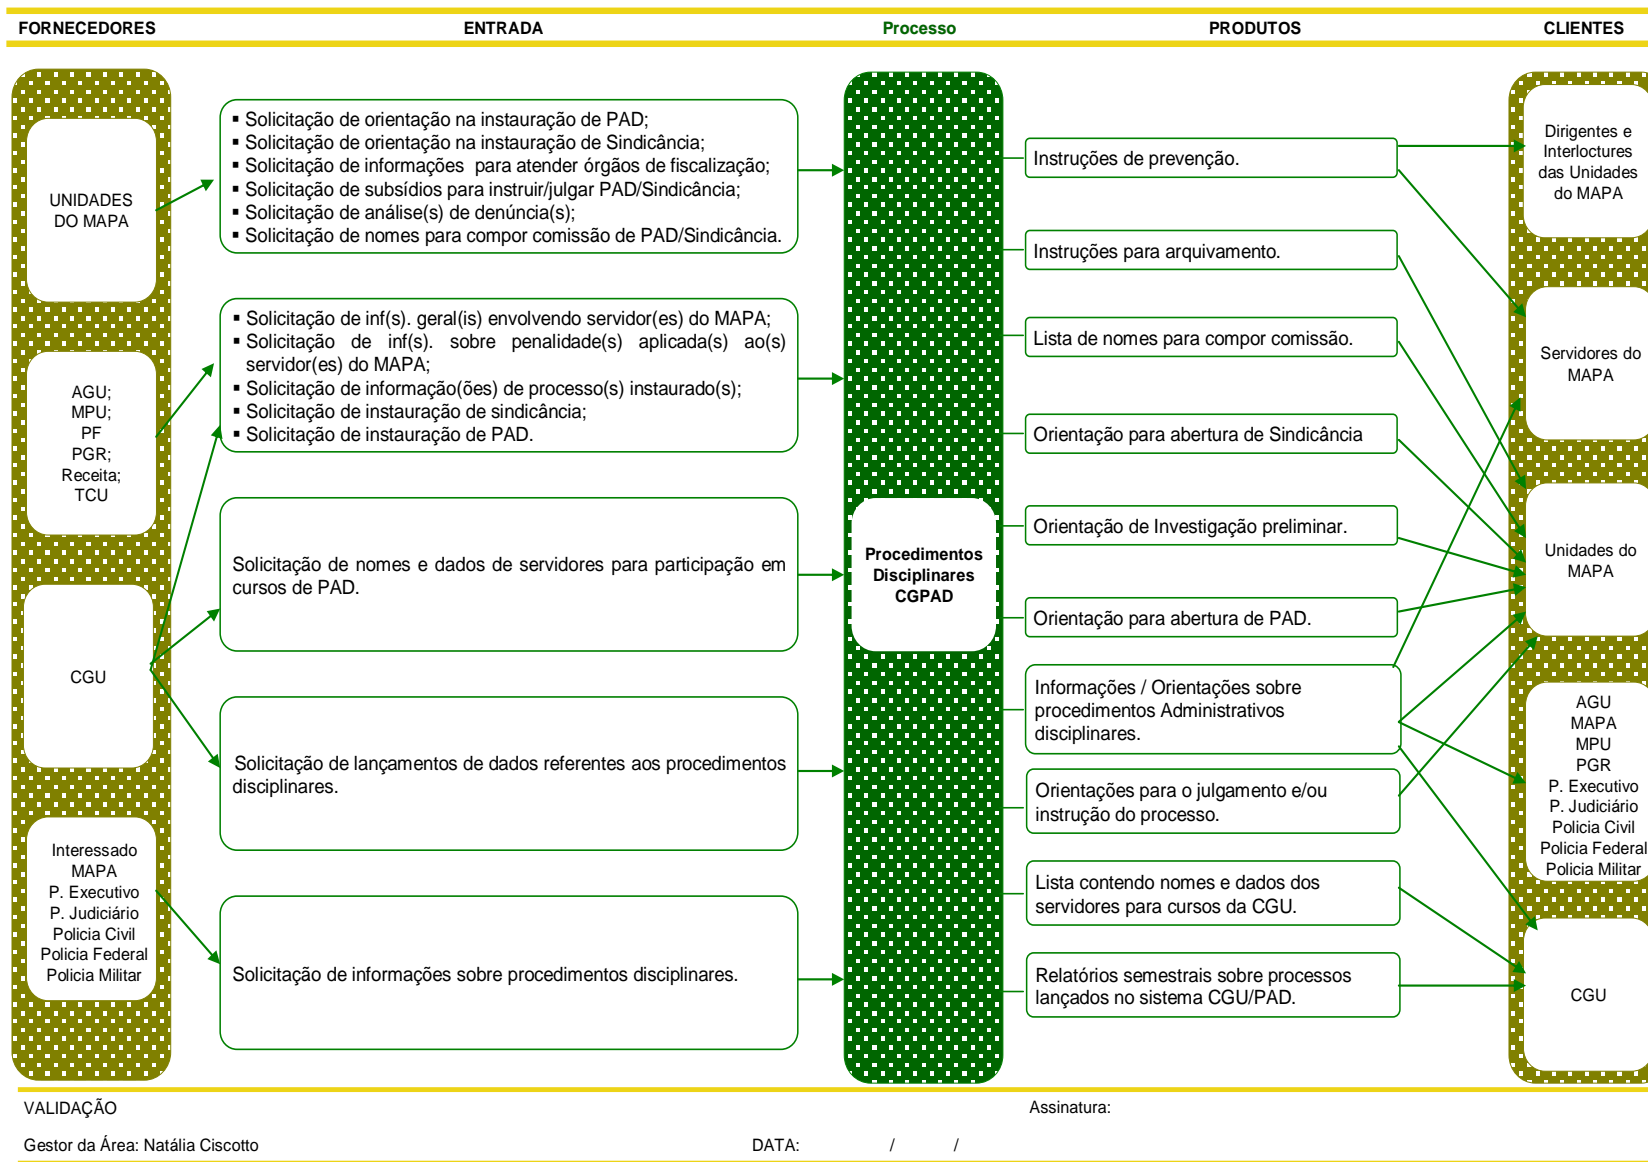 FORNECEDORES
ENTRADA
Processo
PRODUTOS
CLIENTES
UNIDADES
DO MAPA
AGU;
MPU;
PF
PGR;
Receita;
TCU
CGU
Interessado
MAPA
P. Executivo
P. Judiciário
Policia Civil
Policia Federal
Policia Militar
▪ Solicitação de orientação na instauração de PAD;
▪ Solicitação de orientação na instauração de Sindicância;
▪ Solicitação de informações para atender órgãos de fiscalização;
▪ Solicitação de subsídios para instruir/julgar PAD/Sindicância;
▪ Solicitação de análise(s) de denúncia(s);
▪ Solicitação de nomes para compor comissão de PAD/Sindicância.
▪ Solicitação de inf(s). geral(is) envolvendo servidor(es) do MAPA;
▪ Solicitação de inf(s). sobre penalidade(s) aplicada(s) ao(s)
servidor(es) do MAPA;
▪ Solicitação de informação(ões) de processo(s) instaurado(s);
▪ Solicitação de instauração de sindicância;
▪ Solicitação de instauração de PAD.
Solicitação de nomes e dados de servidores para participação em
cursos de PAD.
Solicitação de lançamentos de dados referentes aos procedimentos
disciplinares.
Solicitação de informações sobre procedimentos disciplinares.
Procedimentos
Disciplinares
CGPAD
Instruções de prevenção.
Instruções para arquivamento.
Lista de nomes para compor comissão.
Orientação para abertura de Sindicância
Orientação de Investigação preliminar.
Orientação para abertura de PAD.
Informações / Orientações sobre
procedimentos Administrativos
disciplinares.
Orientações para o julgamento e/ou
instrução do processo.
Lista contendo nomes e dados dos
servidores para cursos da CGU.
Relatórios semestrais sobre processos
lançados no sistema CGU/PAD.
Dirigentes e
Interloctures
das Unidades
do MAPA
Servidores do
MAPA
Unidades do
MAPA
AGU
MAPA
MPU
PGR
P. Executivo
P. Judiciário
Policia Civil
Policia Federal
Policia Militar
CGU
VALIDAÇÃO
Assinatura:
Gestor da Área: Natália Ciscotto
DATA: / /